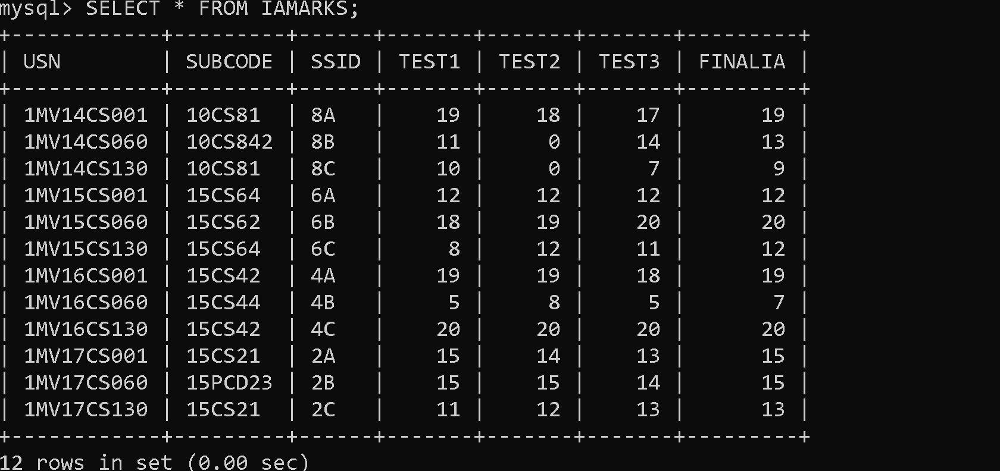 mysql> SELECT * FROM IAMARKS;
+------------+---------+------+-------+-------+-------+---------+
| USN        | SUBCODE | SSID | TEST1 | TEST2 | TEST3 | FINALIA |
+------------+---------+------+-------+-------+-------+---------+
| 1MV14CS001 | 10CS81  | 8A   |    19 |    18 |    17 |      19 |
| 1MV14CS060 | 10CS842 | 8B   |    11 |     0 |    14 |      13 |
| 1MV14CS130 | 10CS81  | 8C   |    10 |     0 |     7 |       9 |
| 1MV15CS001 | 15CS64  | 6A   |    12 |    12 |    12 |      12 |
| 1MV15CS060 | 15CS62  | 6B   |    18 |    19 |    20 |      20 |
| 1MV15CS130 | 15CS64  | 6C   |     8 |    12 |    11 |      12 |
| 1MV16CS001 | 15CS42  | 4A   |    19 |    19 |    18 |      19 |
| 1MV16CS060 | 15CS44  | 4B   |     5 |     8 |     5 |       7 |
| 1MV16CS130 | 15CS42  | 4C   |    20 |    20 |    20 |      20 |
| 1MV17CS001 | 15CS21  | 2A   |    15 |    14 |    13 |      15 |
| 1MV17CS060 | 15PCD23 | 2B   |    15 |    15 |    14 |      15 |
| 1MV17CS130 | 15CS21  | 2C   |    11 |    12 |    13 |      13 |
+------------+---------+------+-------+-------+-------+---------+
12 rows in set (0.00 sec)